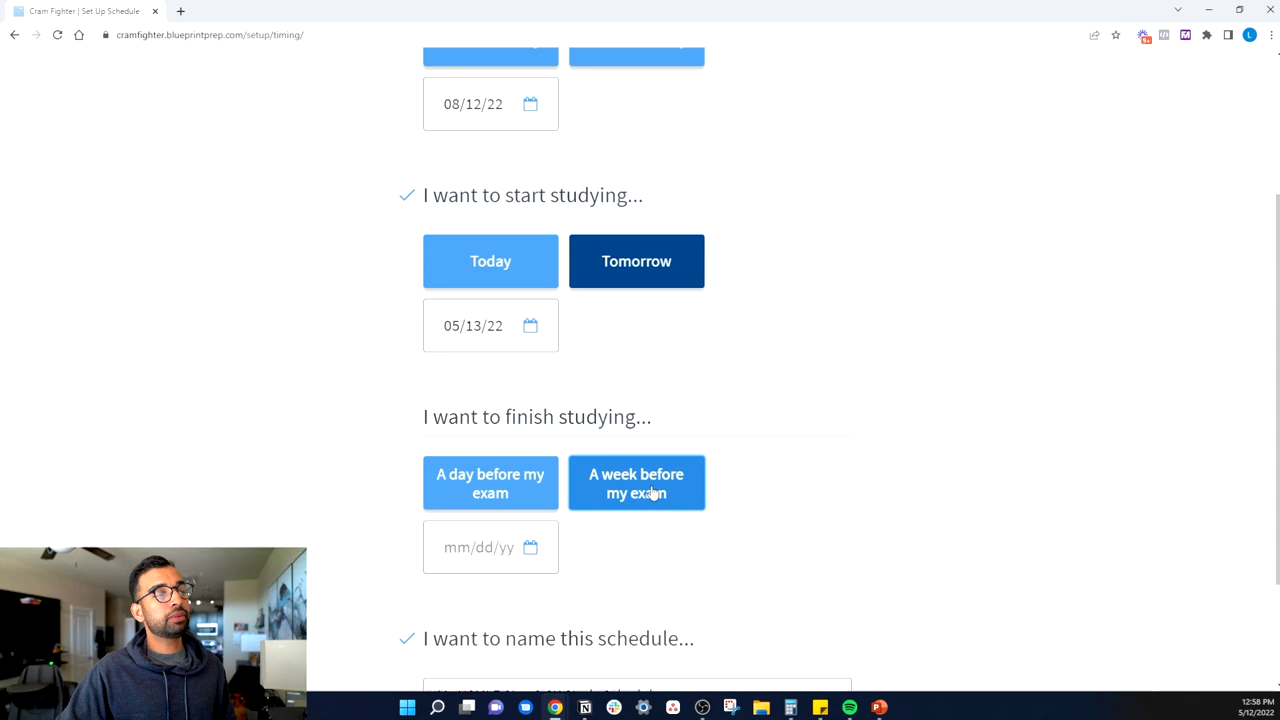 Cram Fighter | Set Up Schedule
cramfighter.blueprintprep.com/setup/timing/
9+
L
08/12/22
I want to start studying...
Today
Tomorrow
05/13/22
I want to finish studying...
A day before my
exam
A week before
my exam
mm/dd/yy
I want to name this schedule...
12:58 PM
5/12/2022